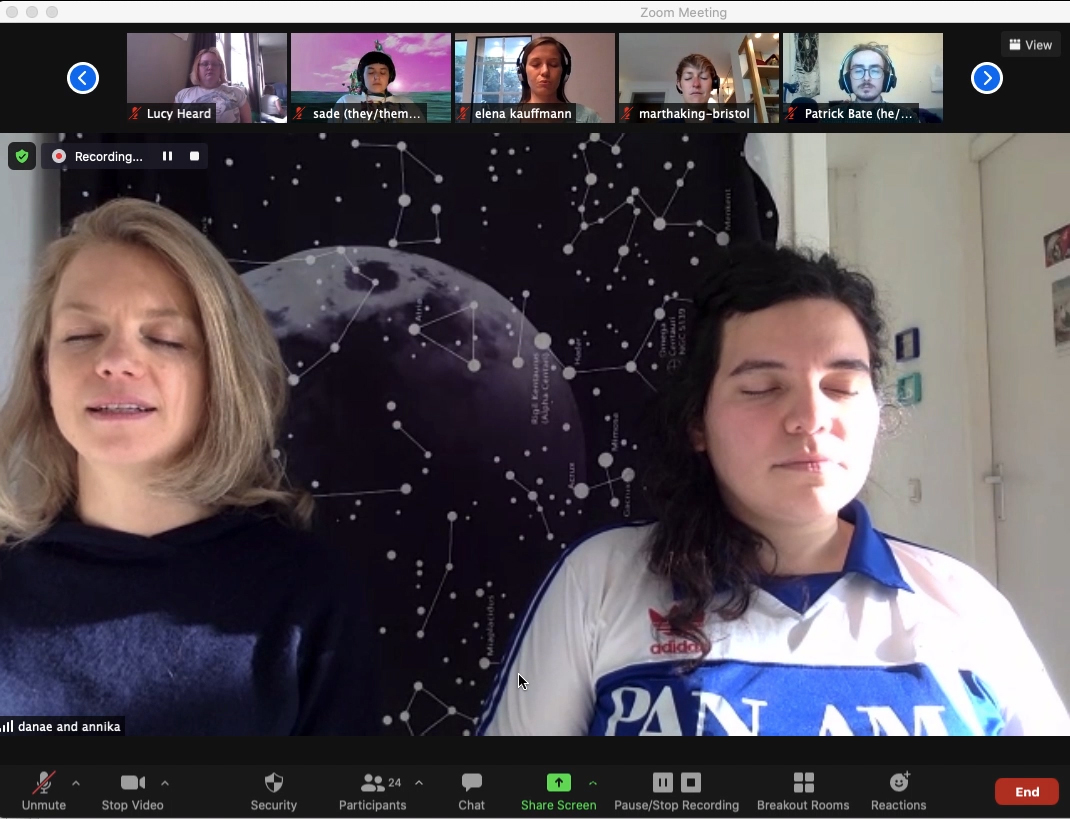 Zoom Meeting
View
Lucy Heard
sade (they/them...
elena kauffmann
marthaking-bristol
Patrick Bate (he/...
Recording...
Menkent
Omega
Centauri
NGC 5139
Hadar
Rigil Kentaurus
(Alpha Centauri)
Mimosa
Acrux
Gacrux
Miaplacidus
adidas
PAN AM
danae and annika
Unmute
Stop Video
Security
24
Participants
Chat
Share Screen
Pause/Stop Recording
Breakout Rooms
Reactions
End